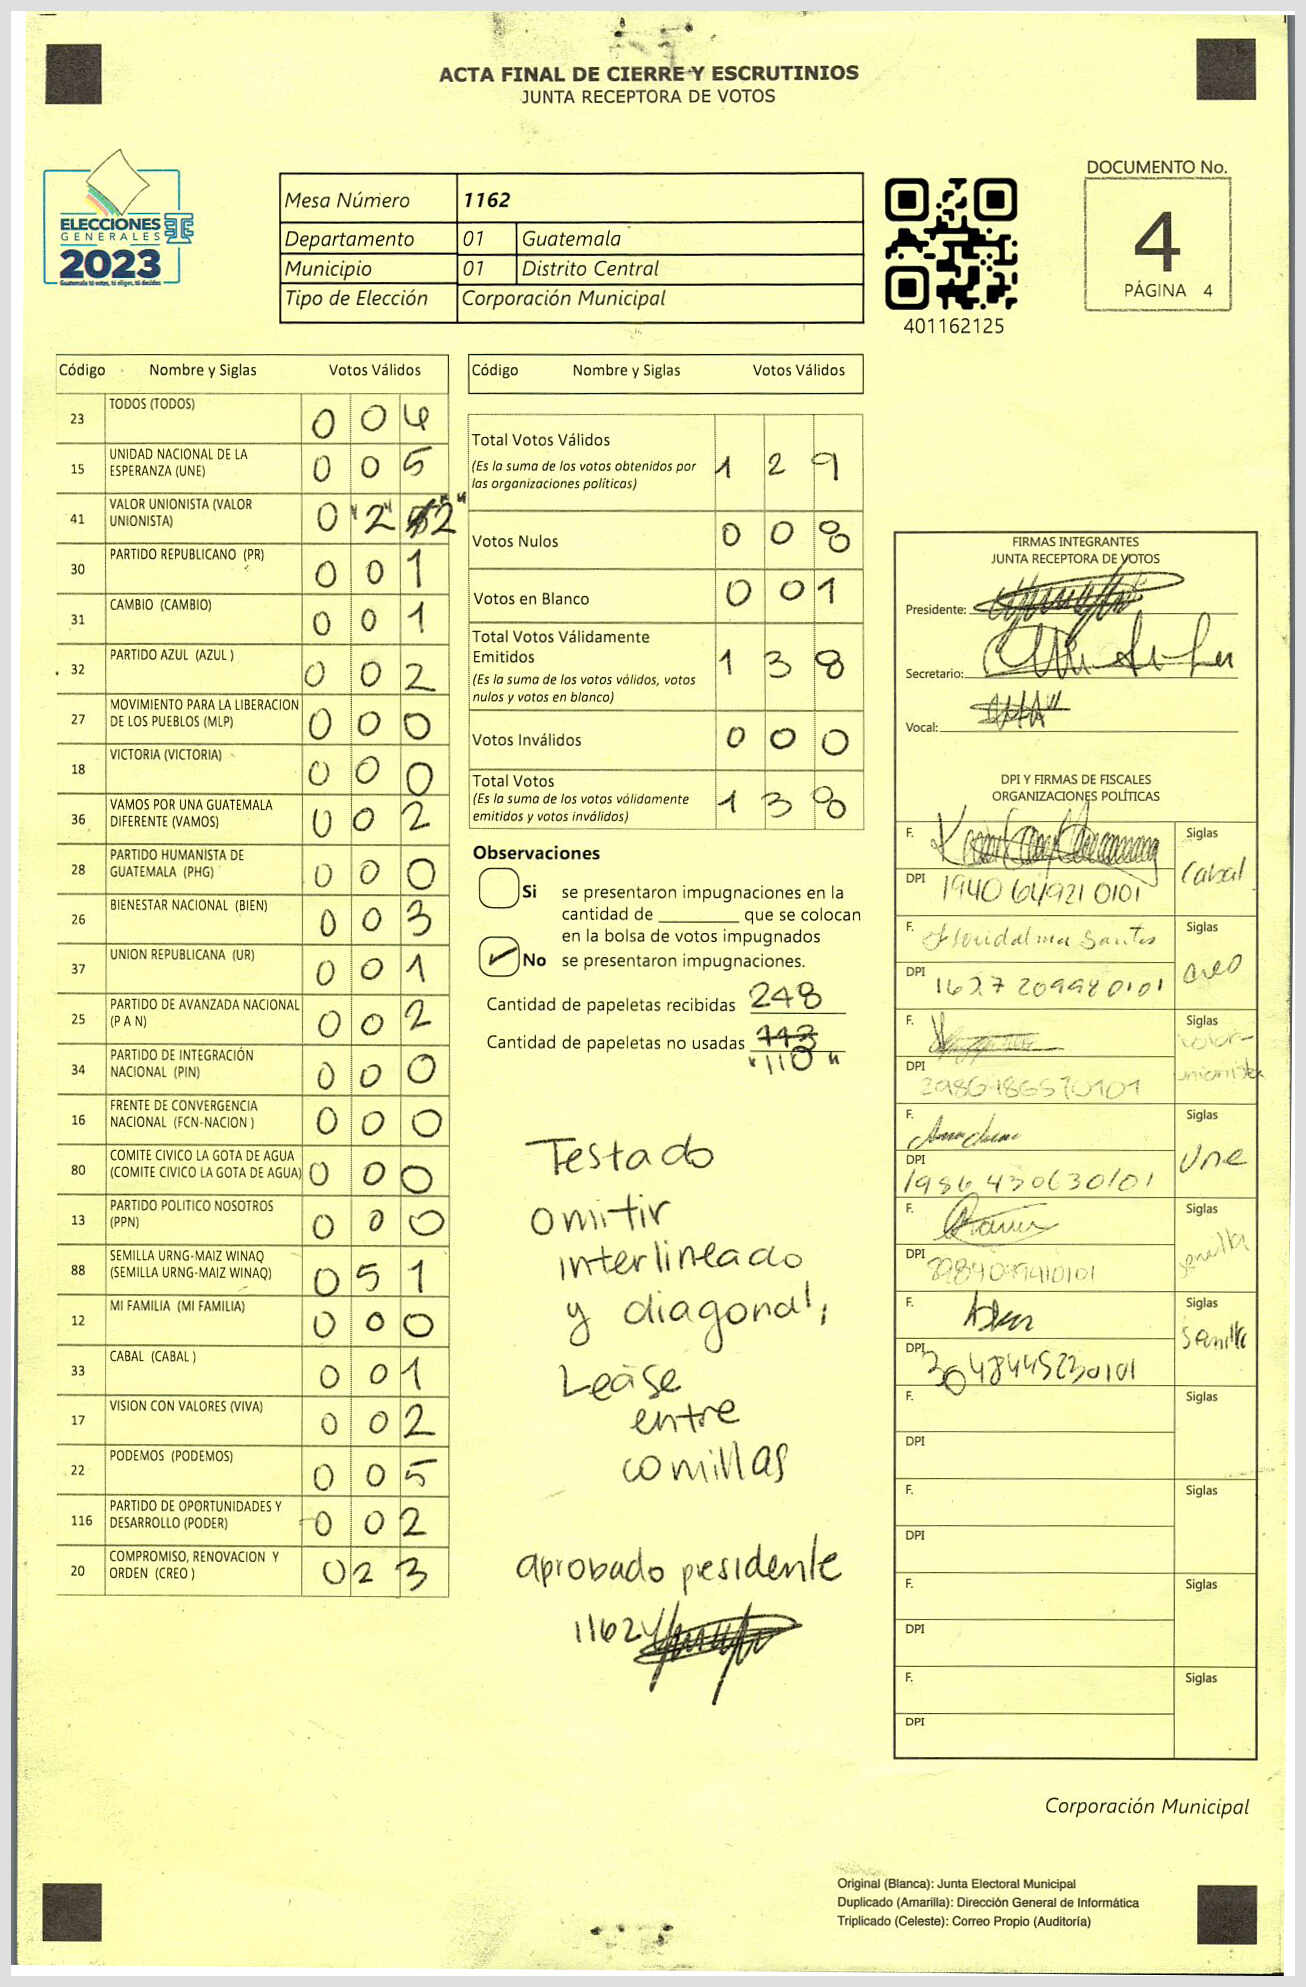 ACTA FINAL DE CIERRE Y ESCRUTINIOS
JUNTA RECEPTORA DE VOTOS
ELECCIONES
GENERALES
2023
Guatemala tú votas, tú eliges, tú decides
Mesa Número 1162
Departamento 01 Guatemala
Municipio 01 Distrito Central
Tipo de Elección Corporación Municipal
401162125
DOCUMENTO No.
4
PÁGINA 4
Código Nombre y Siglas Votos Válidos
23 TODOS (TODOS) 0 0 4
15 UNIDAD NACIONAL DE LA ESPERANZA (UNE) 0 0 5
41 VALOR UNIONISTA (VALOR UNIONISTA) 0 "2" "2"
30 PARTIDO REPUBLICANO (PR) 0 0 1
31 CAMBIO (CAMBIO) 0 0 1
32 PARTIDO AZUL (AZUL ) 0 0 2
27 MOVIMIENTO PARA LA LIBERACION DE LOS PUEBLOS (MLP) 0 0 0
18 VICTORIA (VICTORIA) 0 0 0
36 VAMOS POR UNA GUATEMALA DIFERENTE (VAMOS) 0 0 2
28 PARTIDO HUMANISTA DE GUATEMALA (PHG) 0 0 0
26 BIENESTAR NACIONAL (BIEN) 0 0 3
37 UNION REPUBLICANA (UR) 0 0 1
25 PARTIDO DE AVANZADA NACIONAL (P A N) 0 0 2
34 PARTIDO DE INTEGRACIÓN NACIONAL (PIN) 0 0 0
16 FRENTE DE CONVERGENCIA NACIONAL (FCN-NACION ) 0 0 0
80 COMITE CIVICO LA GOTA DE AGUA (COMITE CIVICO LA GOTA DE AGUA) 0 0 0
13 PARTIDO POLITICO NOSOTROS (PPN) 0 0 0
88 SEMILLA URNG-MAIZ WINAQ (SEMILLA URNG-MAIZ WINAQ) 0 5 1
12 MI FAMILIA (MI FAMILIA) 0 0 0
33 CABAL (CABAL ) 0 0 1
17 VISION CON VALORES (VIVA) 0 0 2
22 PODEMOS (PODEMOS) 0 0 5
116 PARTIDO DE OPORTUNIDADES Y DESARROLLO (PODER) 0 0 2
20 COMPROMISO, RENOVACION Y ORDEN (CREO ) 0 2 3
Código Nombre y Siglas Votos Válidos
Total Votos Válidos 1 2 9
(Es la suma de los votos obtenidos por
las organizaciones políticas)
Votos Nulos 0 0 8
Votos en Blanco 0 0 1
Total Votos Válidamente
Emitidos 1 3 8
(Es la suma de los votos válidos, votos
nulos y votos en blanco)
Votos Inválidos 0 0 0
Total Votos 1 3 8
(Es la suma de los votos válidamente
emitidos y votos inválidos)
Observaciones
Si se presentaron impugnaciones en la
cantidad de ________ que se colocan
en la bolsa de votos impugnados
No se presentaron impugnaciones.
Cantidad de papeletas recibidas 248
Cantidad de papeletas no usadas 113
"110"
Testado
omitir
interlineado
y diagonal,
Lease
entre
comillas
aprobado presidente
1162
FIRMAS INTEGRANTES
JUNTA RECEPTORA DE VOTOS
Presidente:
Secretario:
Vocal:
DPI Y FIRMAS DE FISCALES
ORGANIZACIONES POLÍTICAS
F. Siglas
DPI 1940 64921 0101 Cabal
F. Floridalma Santos Siglas
DPI 1627 20998 0101 creo
F. Siglas
DPI valor unionista
F. Siglas
DPI 1986 430630101 Une
F. Siglas
DPI semilla
F. Siglas
DPI 3048445230101 Semilla
F. Siglas
DPI
F. Siglas
DPI
F. Siglas
DPI
F. Siglas
DPI
Corporación Municipal
Original (Blanca): Junta Electoral Municipal
Duplicado (Amarilla): Dirección General de Informática
Triplicado (Celeste): Correo Propio (Auditoría)